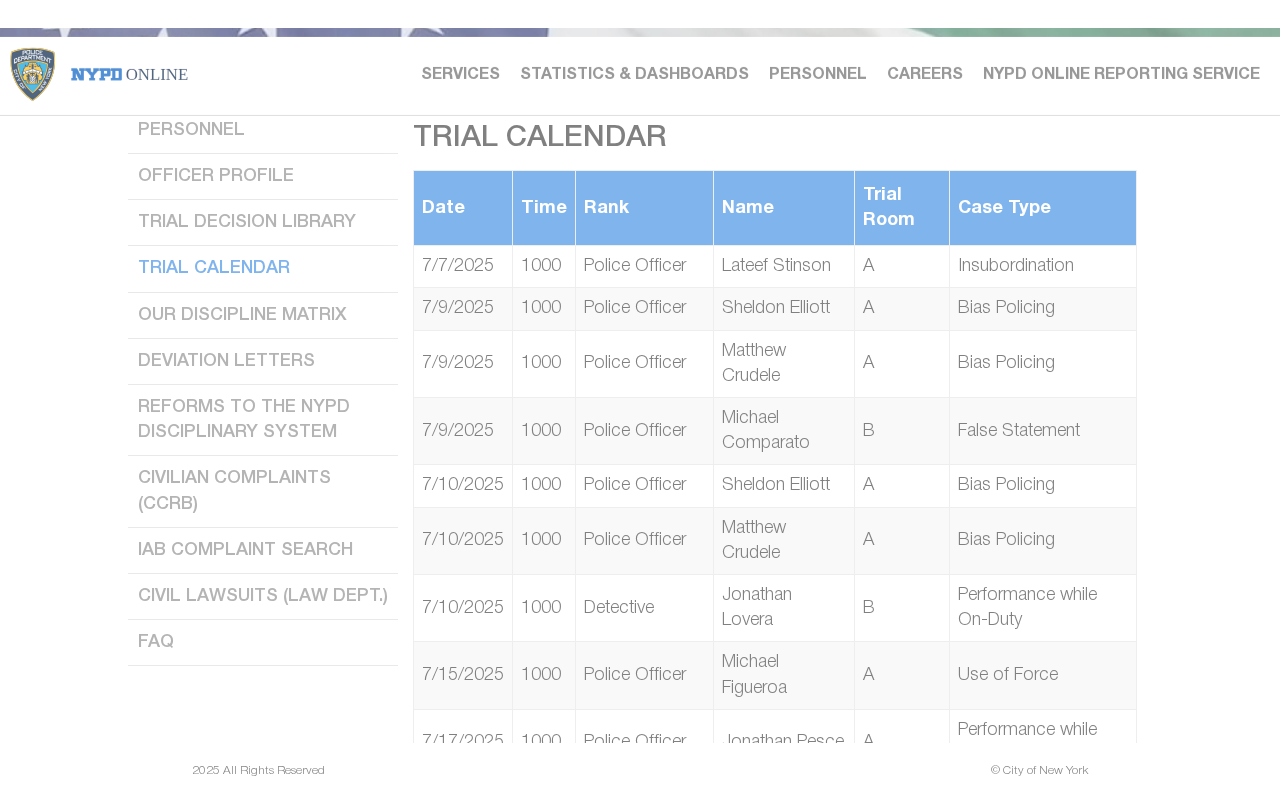 POLICE DEPARTMENT
NYPD ONLINE
SERVICES STATISTICS & DASHBOARDS PERSONNEL CAREERS NYPD ONLINE REPORTING SERVICE
PERSONNEL
OFFICER PROFILE
TRIAL DECISION LIBRARY
TRIAL CALENDAR
OUR DISCIPLINE MATRIX
DEVIATION LETTERS
REFORMS TO THE NYPD
DISCIPLINARY SYSTEM
CIVILIAN COMPLAINTS
(CCRB)
IAB COMPLAINT SEARCH
CIVIL LAWSUITS (LAW DEPT.)
FAQ
TRIAL CALENDAR
Date Time Rank Name Trial Room Case Type
7/7/2025 1000 Police Officer Lateef Stinson A Insubordination
7/9/2025 1000 Police Officer Sheldon Elliott A Bias Policing
7/9/2025 1000 Police Officer Matthew Crudele A Bias Policing
7/9/2025 1000 Police Officer Michael Comparato B False Statement
7/10/2025 1000 Police Officer Sheldon Elliott A Bias Policing
7/10/2025 1000 Police Officer Matthew Crudele A Bias Policing
7/10/2025 1000 Detective Jonathan Lovera B Performance while On-Duty
7/15/2025 1000 Police Officer Michael Figueroa A Use of Force
7/17/2025 1000 Police Officer Jonathan Pesce A Performance while
2025 All Rights Reserved
© City of New York